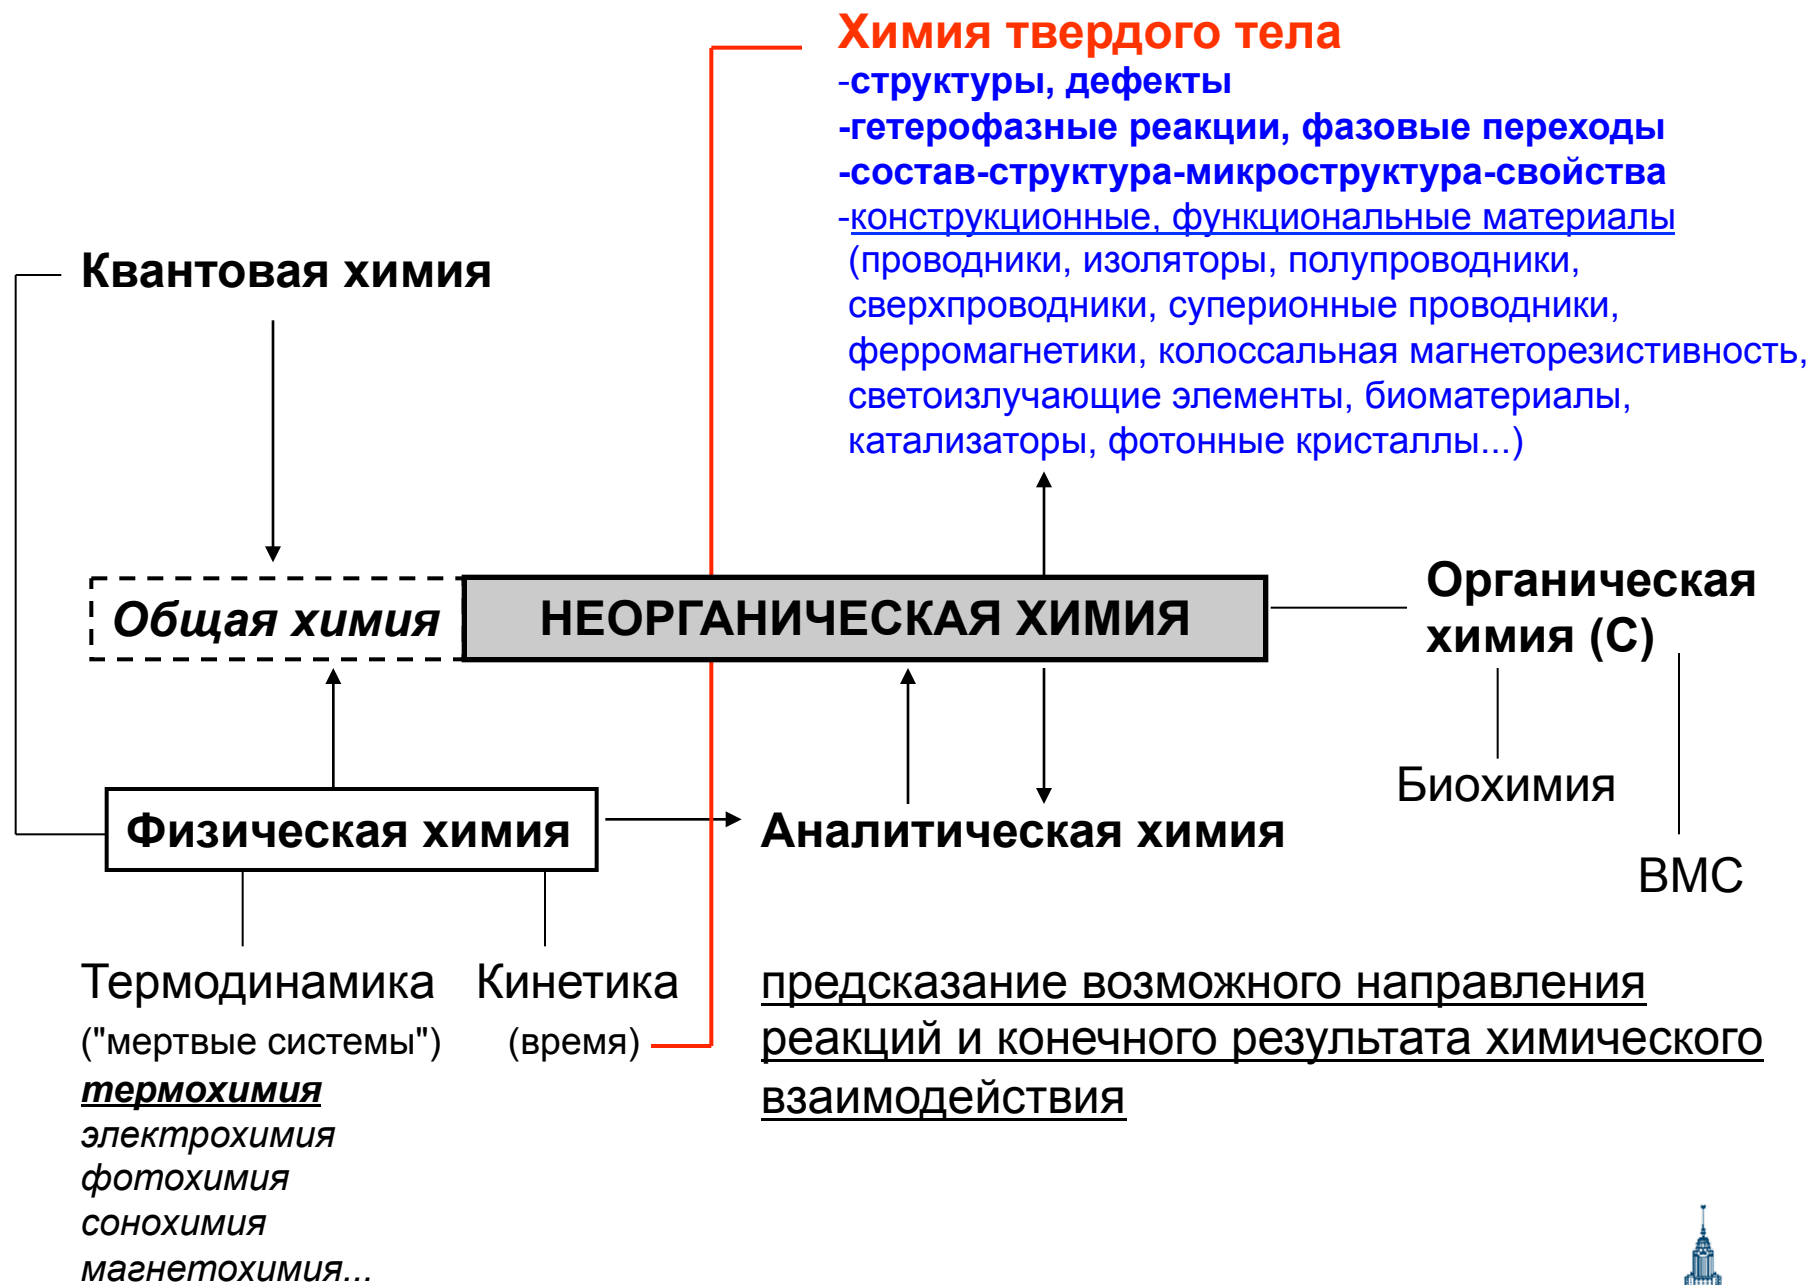 Химия твердого тела
-структуры, дефекты
-гетерофазные реакции, фазовые переходы
-состав-структура-микроструктура-свойства
-конструкционные, функциональные материалы
(проводники, изоляторы, полупроводники,
сверхпроводники, суперионные проводники,
ферромагнетики, колоссальная магнеторезистивность,
светоизлучающие элементы, биоматериалы,
катализаторы, фотонные кристаллы...)
Квантовая химия
Общая химия
НЕОРГАНИЧЕСКАЯ ХИМИЯ
Органическая
химия (С)
Биохимия
ВМС
Физическая химия
Аналитическая химия
Термодинамика
("мертвые системы")
термохимия
электрохимия
фотохимия
сонохимия
магнетохимия...
Кинетика
(время)
предсказание возможного направления
реакций и конечного результата химического
взаимодействия